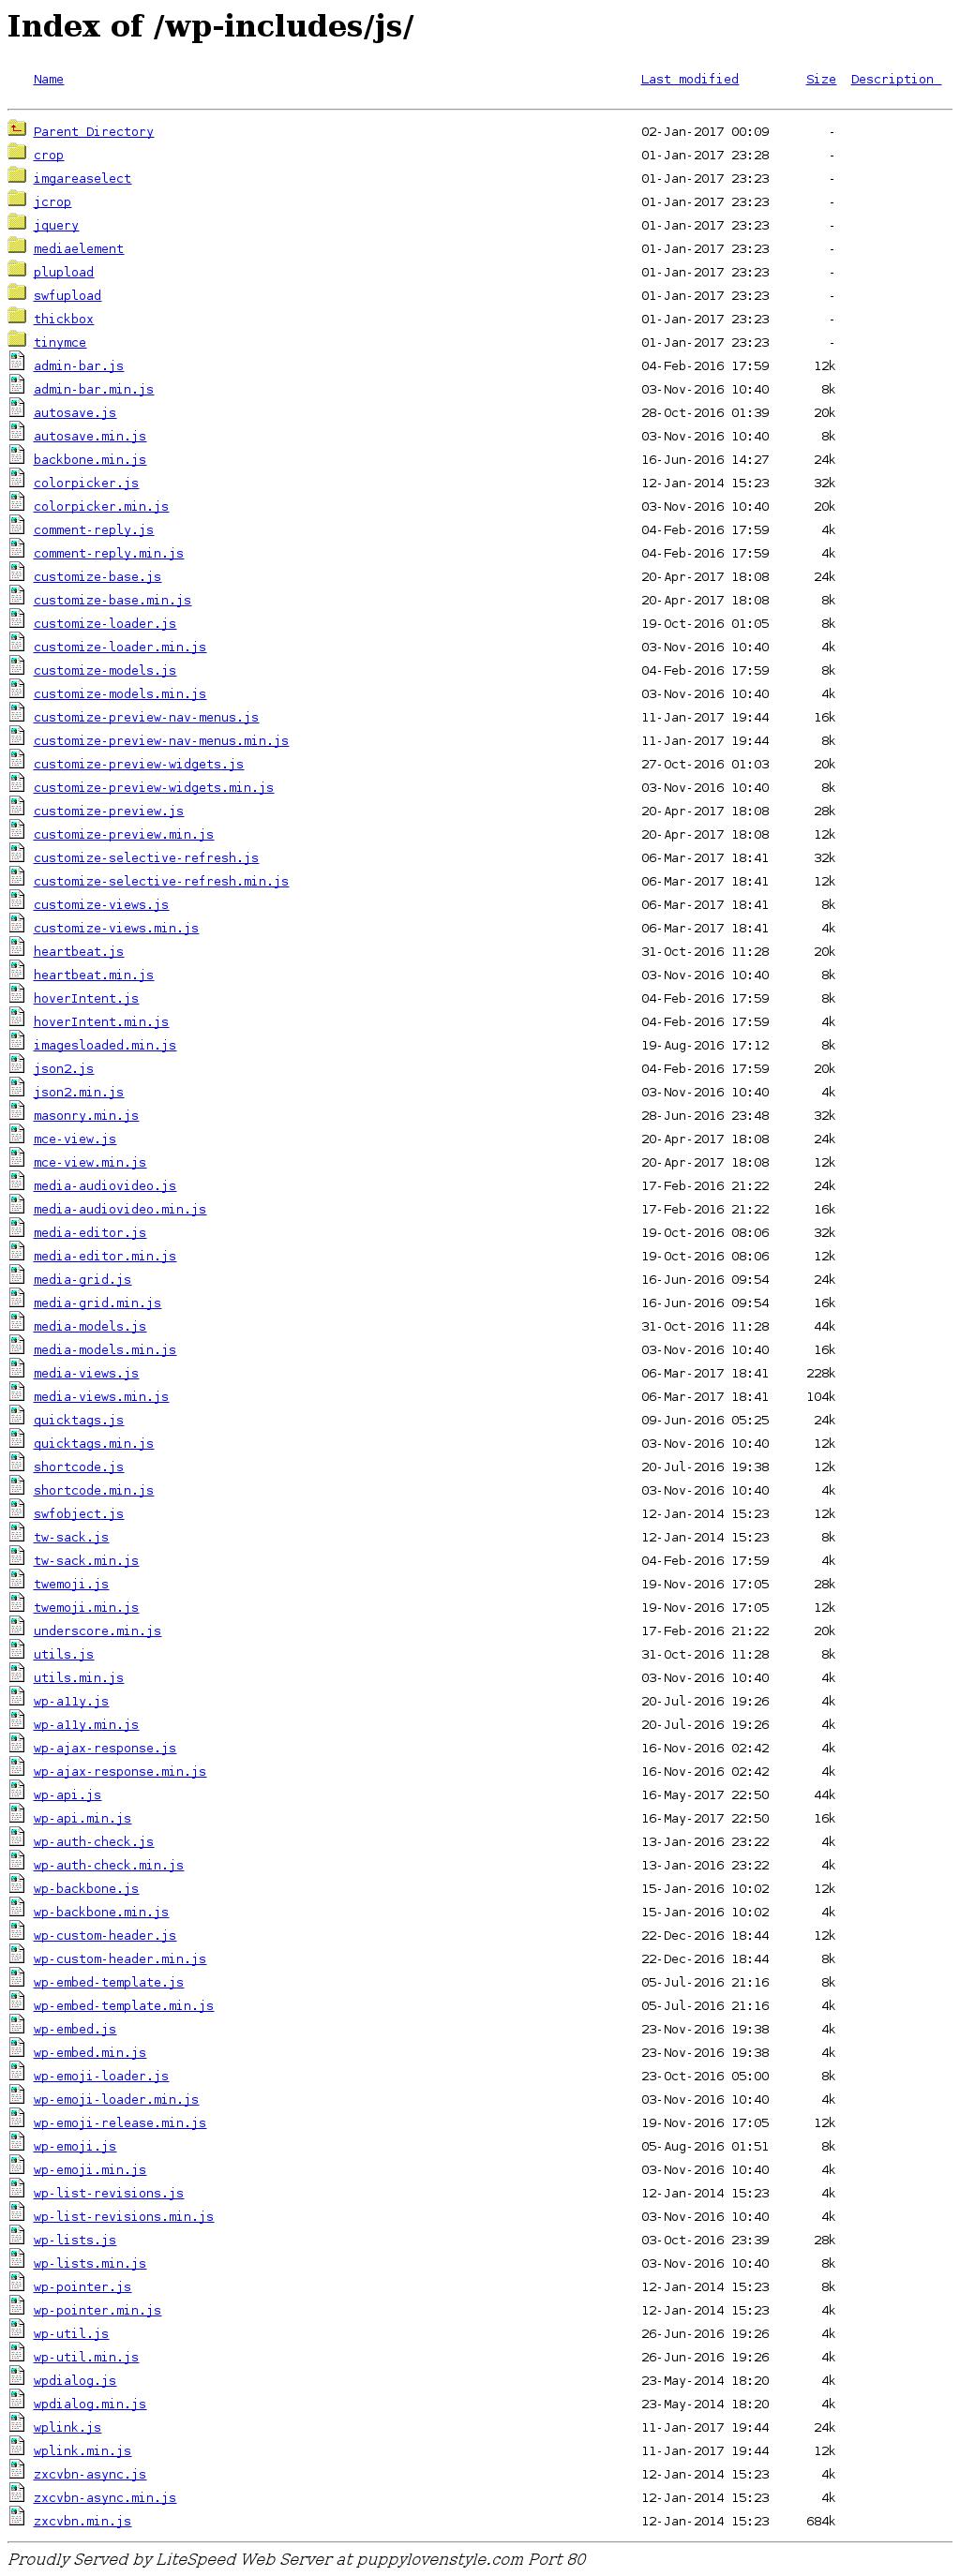 Index of /wp-includes/js/
Name Last modified Size Description
Parent Directory 02-Jan-2017 00:09 -
crop 01-Jan-2017 23:28 -
imgareaselect 01-Jan-2017 23:23 -
jcrop 01-Jan-2017 23:23 -
jquery 01-Jan-2017 23:23 -
mediaelement 01-Jan-2017 23:23 -
plupload 01-Jan-2017 23:23 -
swfupload 01-Jan-2017 23:23 -
thickbox 01-Jan-2017 23:23 -
tinymce 01-Jan-2017 23:23 -
admin-bar.js 04-Feb-2016 17:59 12k
admin-bar.min.js 03-Nov-2016 10:40 8k
autosave.js 28-Oct-2016 01:39 20k
autosave.min.js 03-Nov-2016 10:40 8k
backbone.min.js 16-Jun-2016 14:27 24k
colorpicker.js 12-Jan-2014 15:23 32k
colorpicker.min.js 03-Nov-2016 10:40 20k
comment-reply.js 04-Feb-2016 17:59 4k
comment-reply.min.js 04-Feb-2016 17:59 4k
customize-base.js 20-Apr-2017 18:08 24k
customize-base.min.js 20-Apr-2017 18:08 8k
customize-loader.js 19-Oct-2016 01:05 8k
customize-loader.min.js 03-Nov-2016 10:40 4k
customize-models.js 04-Feb-2016 17:59 8k
customize-models.min.js 03-Nov-2016 10:40 4k
customize-preview-nav-menus.js 11-Jan-2017 19:44 16k
customize-preview-nav-menus.min.js 11-Jan-2017 19:44 8k
customize-preview-widgets.js 27-Oct-2016 01:03 20k
customize-preview-widgets.min.js 03-Nov-2016 10:40 8k
customize-preview.js 20-Apr-2017 18:08 28k
customize-preview.min.js 20-Apr-2017 18:08 12k
customize-selective-refresh.js 06-Mar-2017 18:41 32k
customize-selective-refresh.min.js 06-Mar-2017 18:41 12k
customize-views.js 06-Mar-2017 18:41 8k
customize-views.min.js 06-Mar-2017 18:41 4k
heartbeat.js 31-Oct-2016 11:28 20k
heartbeat.min.js 03-Nov-2016 10:40 8k
hoverIntent.js 04-Feb-2016 17:59 8k
hoverIntent.min.js 04-Feb-2016 17:59 4k
imagesloaded.min.js 19-Aug-2016 17:12 8k
json2.js 04-Feb-2016 17:59 20k
json2.min.js 03-Nov-2016 10:40 4k
masonry.min.js 28-Jun-2016 23:48 32k
mce-view.js 20-Apr-2017 18:08 24k
mce-view.min.js 20-Apr-2017 18:08 12k
media-audiovideo.js 17-Feb-2016 21:22 24k
media-audiovideo.min.js 17-Feb-2016 21:22 16k
media-editor.js 19-Oct-2016 08:06 32k
media-editor.min.js 19-Oct-2016 08:06 12k
media-grid.js 16-Jun-2016 09:54 24k
media-grid.min.js 16-Jun-2016 09:54 16k
media-models.js 31-Oct-2016 11:28 44k
media-models.min.js 03-Nov-2016 10:40 16k
media-views.js 06-Mar-2017 18:41 228k
media-views.min.js 06-Mar-2017 18:41 104k
quicktags.js 09-Jun-2016 05:25 24k
quicktags.min.js 03-Nov-2016 10:40 12k
shortcode.js 20-Jul-2016 19:38 12k
shortcode.min.js 03-Nov-2016 10:40 4k
swfobject.js 12-Jan-2014 15:23 12k
tw-sack.js 12-Jan-2014 15:23 8k
tw-sack.min.js 04-Feb-2016 17:59 4k
twemoji.js 19-Nov-2016 17:05 28k
twemoji.min.js 19-Nov-2016 17:05 12k
underscore.min.js 17-Feb-2016 21:22 20k
utils.js 31-Oct-2016 11:28 8k
utils.min.js 03-Nov-2016 10:40 4k
wp-a11y.js 20-Jul-2016 19:26 4k
wp-a11y.min.js 20-Jul-2016 19:26 4k
wp-ajax-response.js 16-Nov-2016 02:42 4k
wp-ajax-response.min.js 16-Nov-2016 02:42 4k
wp-api.js 16-May-2017 22:50 44k
wp-api.min.js 16-May-2017 22:50 16k
wp-auth-check.js 13-Jan-2016 23:22 4k
wp-auth-check.min.js 13-Jan-2016 23:22 4k
wp-backbone.js 15-Jan-2016 10:02 12k
wp-backbone.min.js 15-Jan-2016 10:02 4k
wp-custom-header.js 22-Dec-2016 18:44 12k
wp-custom-header.min.js 22-Dec-2016 18:44 8k
wp-embed-template.js 05-Jul-2016 21:16 8k
wp-embed-template.min.js 05-Jul-2016 21:16 4k
wp-embed.js 23-Nov-2016 19:38 4k
wp-embed.min.js 23-Nov-2016 19:38 4k
wp-emoji-loader.js 23-Oct-2016 05:00 8k
wp-emoji-loader.min.js 03-Nov-2016 10:40 4k
wp-emoji-release.min.js 19-Nov-2016 17:05 12k
wp-emoji.js 05-Aug-2016 01:51 8k
wp-emoji.min.js 03-Nov-2016 10:40 4k
wp-list-revisions.js 12-Jan-2014 15:23 4k
wp-list-revisions.min.js 03-Nov-2016 10:40 4k
wp-lists.js 03-Oct-2016 23:39 28k
wp-lists.min.js 03-Nov-2016 10:40 8k
wp-pointer.js 12-Jan-2014 15:23 8k
wp-pointer.min.js 12-Jan-2014 15:23 4k
wp-util.js 26-Jun-2016 19:26 4k
wp-util.min.js 26-Jun-2016 19:26 4k
wpdialog.js 23-May-2014 18:20 4k
wpdialog.min.js 23-May-2014 18:20 4k
wplink.js 11-Jan-2017 19:44 24k
wplink.min.js 11-Jan-2017 19:44 12k
zxcvbn-async.js 12-Jan-2014 15:23 4k
zxcvbn-async.min.js 12-Jan-2014 15:23 4k
zxcvbn.min.js 12-Jan-2014 15:23 684k
Proudly Served by LiteSpeed Web Server at puppylovenstyle.com Port 80